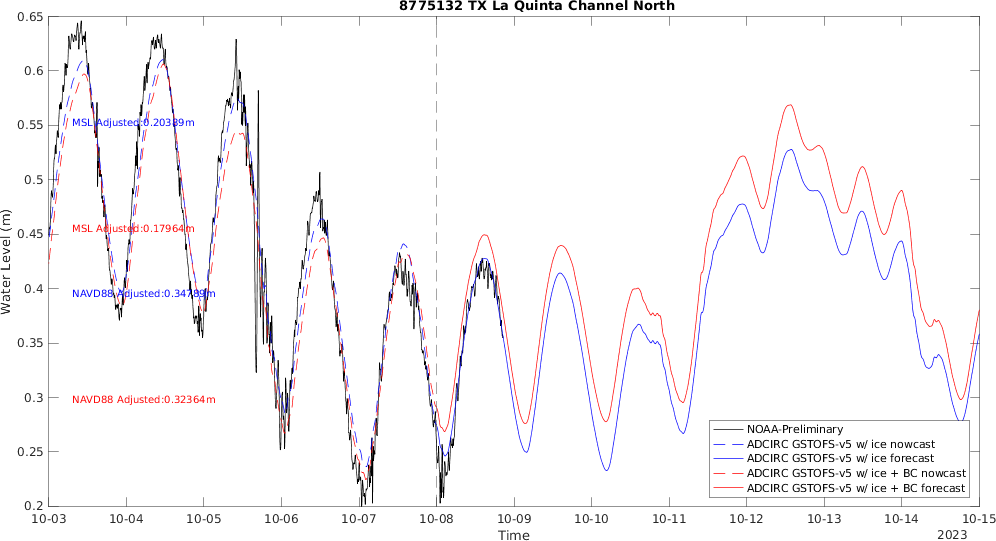 8775132 TX La Quinta Channel North
0.65
0.6
0.55
0.5
0.45
0.4
0.35
0.3
0.25
0.2
Water Level (m)
MSL Adjusted:0.20389m
MSL Adjusted:0.17964m
NAVD88 Adjusted:0.34789m
NAVD88 Adjusted:0.32364m
NOAA-Preliminary
ADCIRC GSTOFS-v5 w/ ice nowcast
ADCIRC GSTOFS-v5 w/ ice forecast
ADCIRC GSTOFS-v5 w/ ice + BC nowcast
ADCIRC GSTOFS-v5 w/ ice + BC forecast
10-03 10-04 10-05 10-06 10-07 10-08 10-09 10-10 10-11 10-12 10-13 10-14 10-15
Time
2023